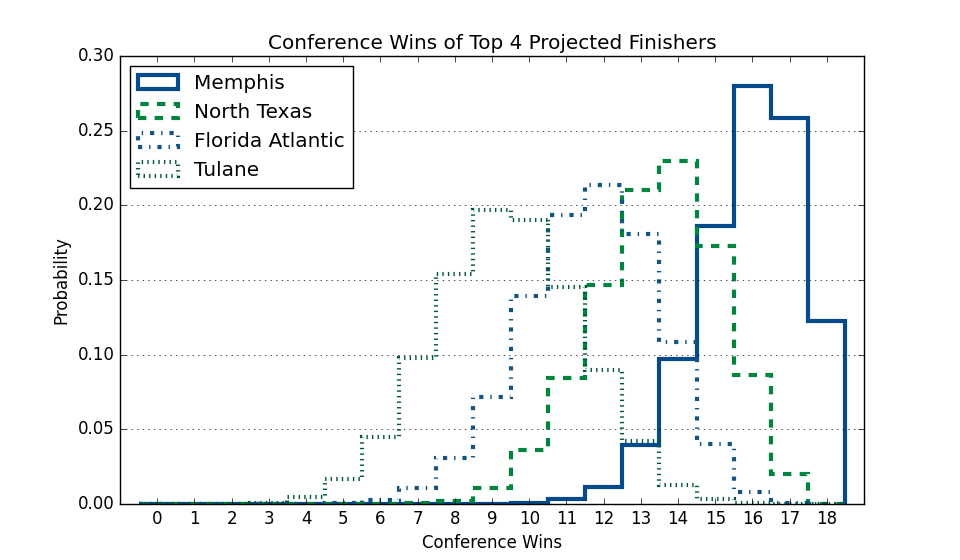 Conference Wins of Top 4 Projected Finishers
0.30
0.25
0.20
0.15
0.10
0.05
0.00
Probability
Memphis
North Texas
Florida Atlantic
Tulane
0 1 2 3 4 5 6 7 8 9 10 11 12 13 14 15 16 17 18
Conference Wins